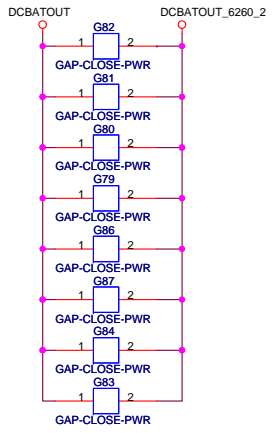 DCBATOUT DCBATOUT_6260_2
G82
1 2
GAP-CLOSE-PWR
G81
1 2
GAP-CLOSE-PWR
G80
1 2
GAP-CLOSE-PWR
G79
1 2
GAP-CLOSE-PWR
G86
1 2
GAP-CLOSE-PWR
G87
1 2
GAP-CLOSE-PWR
G84
1 2
GAP-CLOSE-PWR
G83
1 2
GAP-CLOSE-PWR